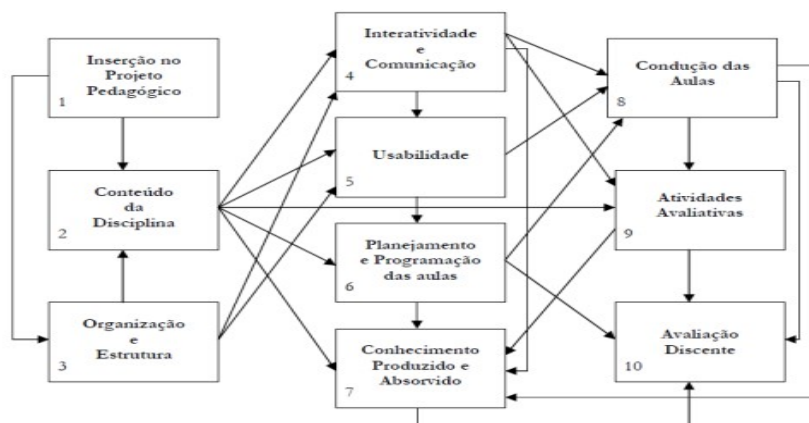 Inserção no
Projeto
Pedagógico
1
Conteúdo
da
Disciplina
2
Organização
e
Estrutura
3
Interatividade
e
Comunicação
4
Usabilidade
5
Planejamento
e Programação
das aulas
6
Conhecimento
Produzido e
Absorvido
7
Condução das
Aulas
8
Atividades
Avaliativas
9
Avaliação
Discente
10